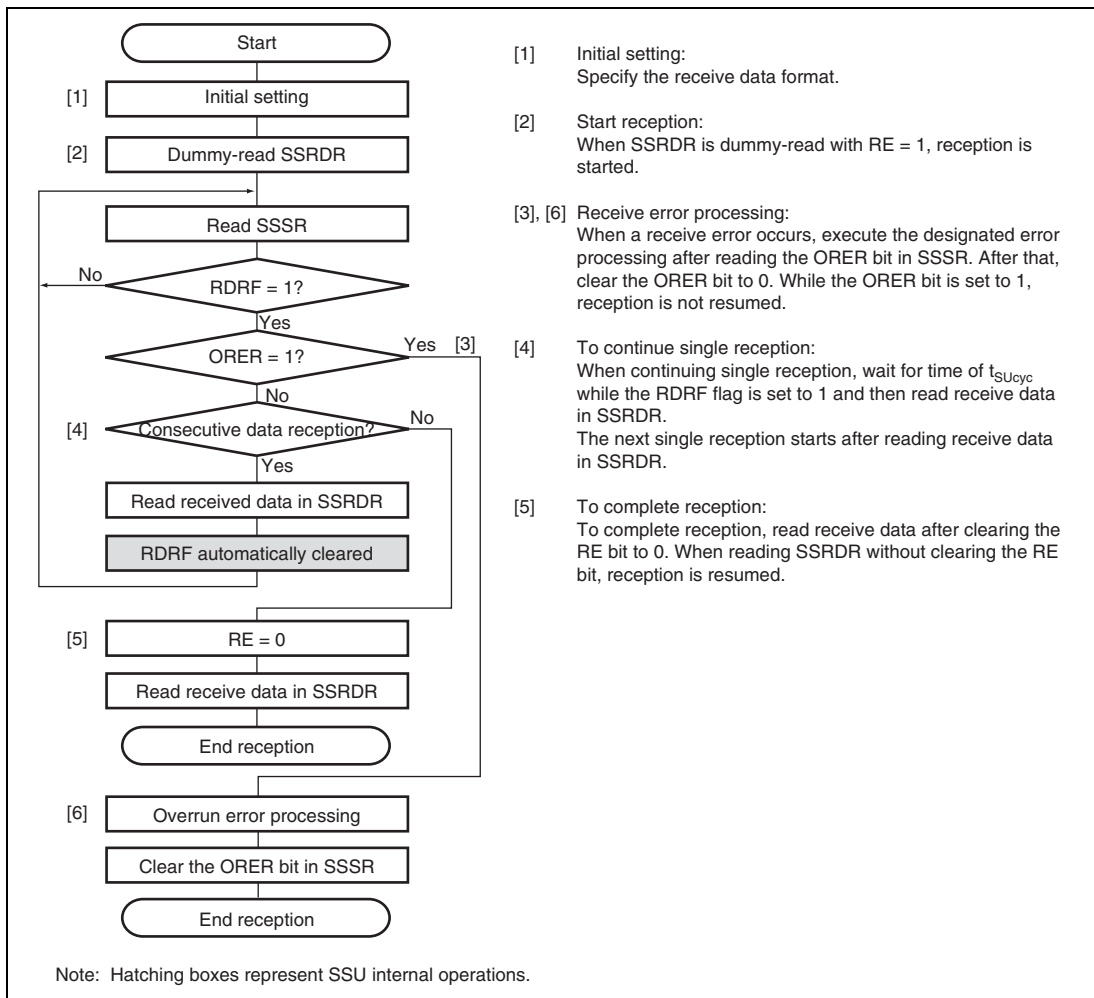 Start
[1] Initial setting
[2] Dummy-read SSRDR
Read SSSR
No
RDRF = 1?
Yes
ORER = 1?
Yes [3]
No
[4] Consecutive data reception?
No
Yes
Read received data in SSRDR
RDRF automatically cleared
[5] RE = 0
Read receive data in SSRDR
End reception
[6] Overrun error processing
Clear the ORER bit in SSSR
End reception
[1] Initial setting:
Specify the receive data format.
[2] Start reception:
When SSRDR is dummy-read with RE = 1, reception is
started.
[3], [6] Receive error processing:
When a receive error occurs, execute the designated error
processing after reading the ORER bit in SSSR. After that,
clear the ORER bit to 0. While the ORER bit is set to 1,
reception is not resumed.
[4] To continue single reception:
When continuing single reception, wait for time of tSUcyc
while the RDRF flag is set to 1 and then read receive data
in SSRDR.
The next single reception starts after reading receive data
in SSRDR.
[5] To complete reception:
To complete reception, read receive data after clearing the
RE bit to 0. When reading SSRDR without clearing the RE
bit, reception is resumed.
Note: Hatching boxes represent SSU internal operations.